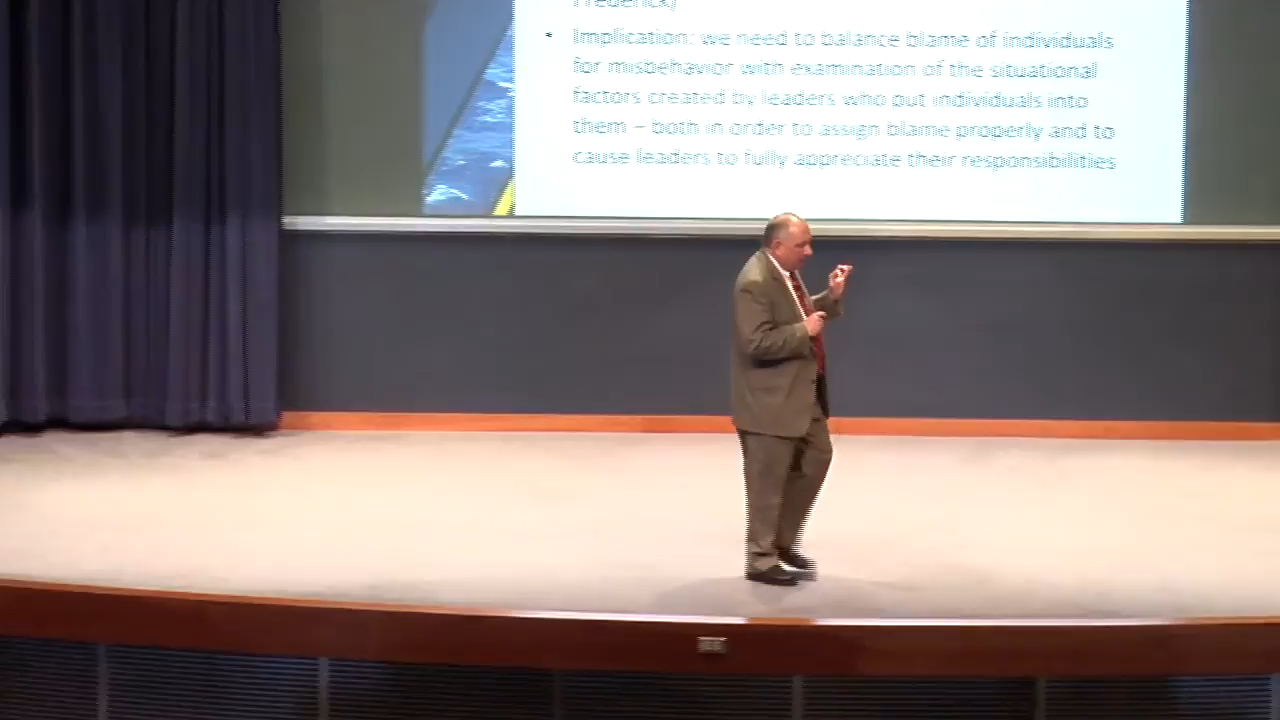 Frederick)
• Implication: we need to balance blame of individuals
for misbehavior with examination of the situational
factors created by leaders who put individuals into
them – both in order to assign blame properly and to
cause leaders to fully appreciate their responsibilities